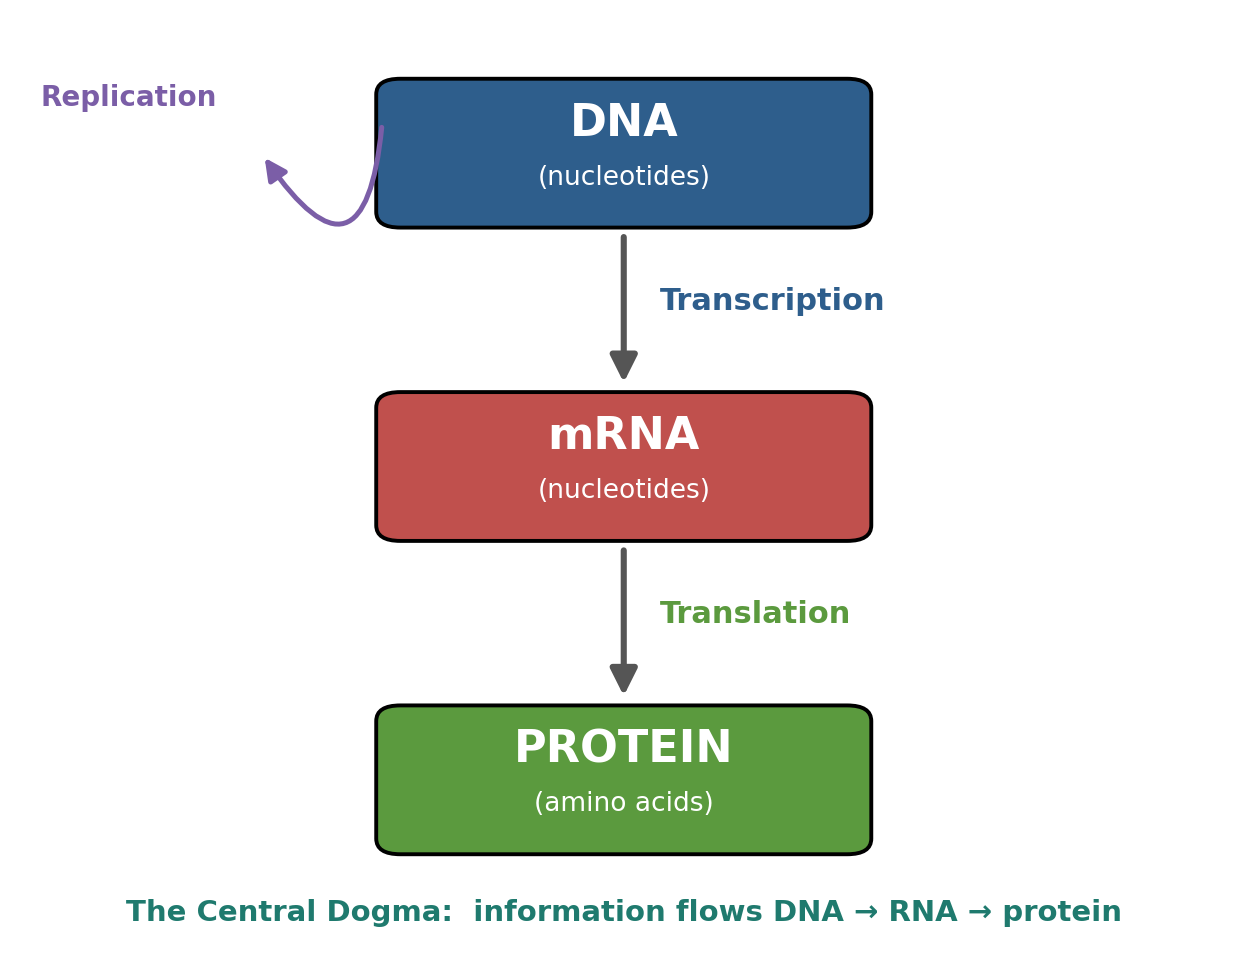 Replication
DNA
(nucleotides)
Transcription
mRNA
(nucleotides)
Translation
PROTEIN
(amino acids)
The Central Dogma:  information flows DNA → RNA → protein